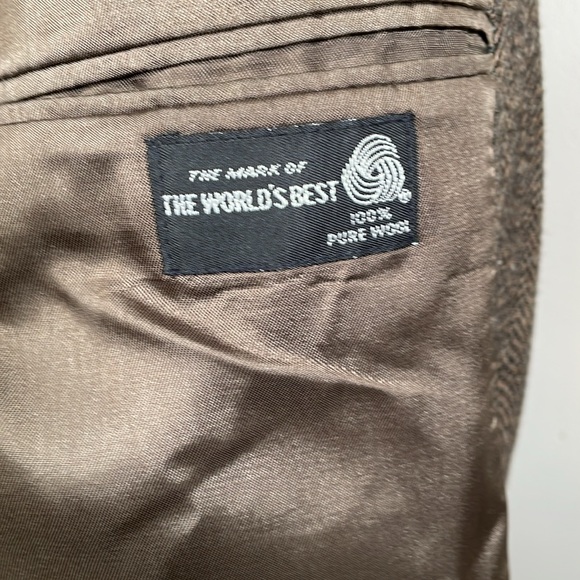 THE MARK OF
THE WORLD'S BEST
100%
PURE WOOL